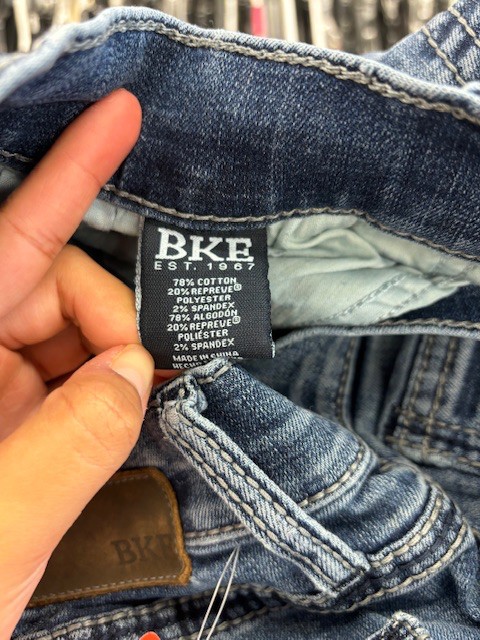 BKE
EST. 1967
78% COTTON
20% REPREVE®
POLYESTER
2% SPANDEX
78% ALGODÓN
20% REPREVE®
POLIÉSTER
2% SPANDEX
MADE IN CHINA
HECHO
BKE